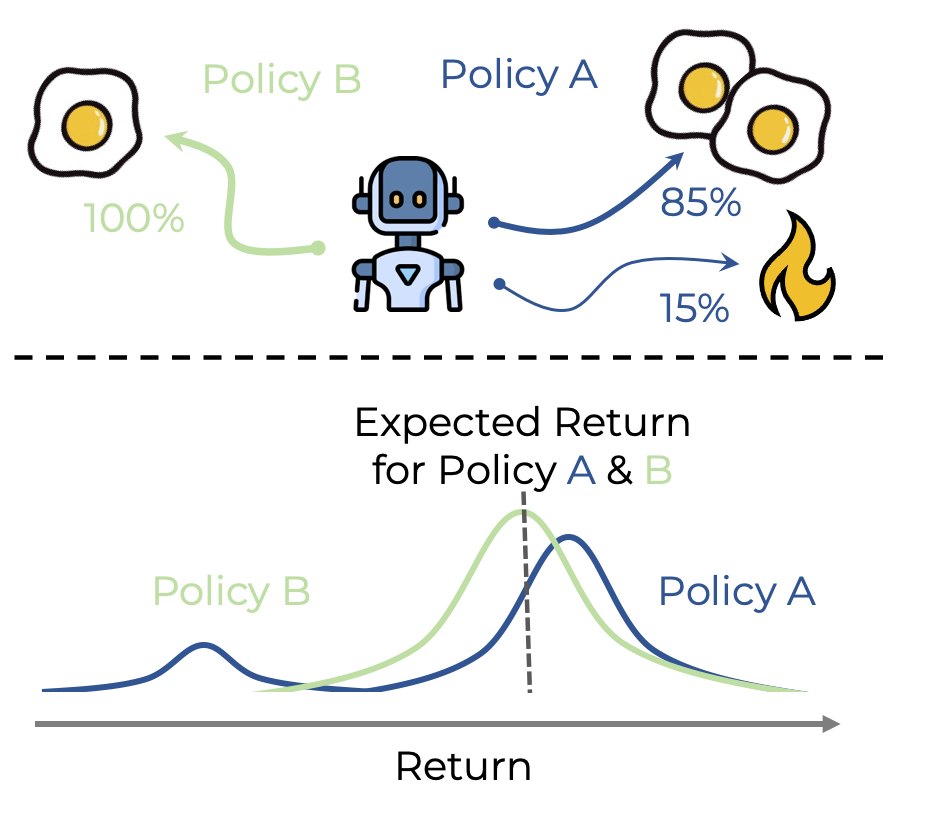 Policy B
Policy A
100%
85%
15%
Expected Return
for Policy A & B
Policy B
Policy A
Return